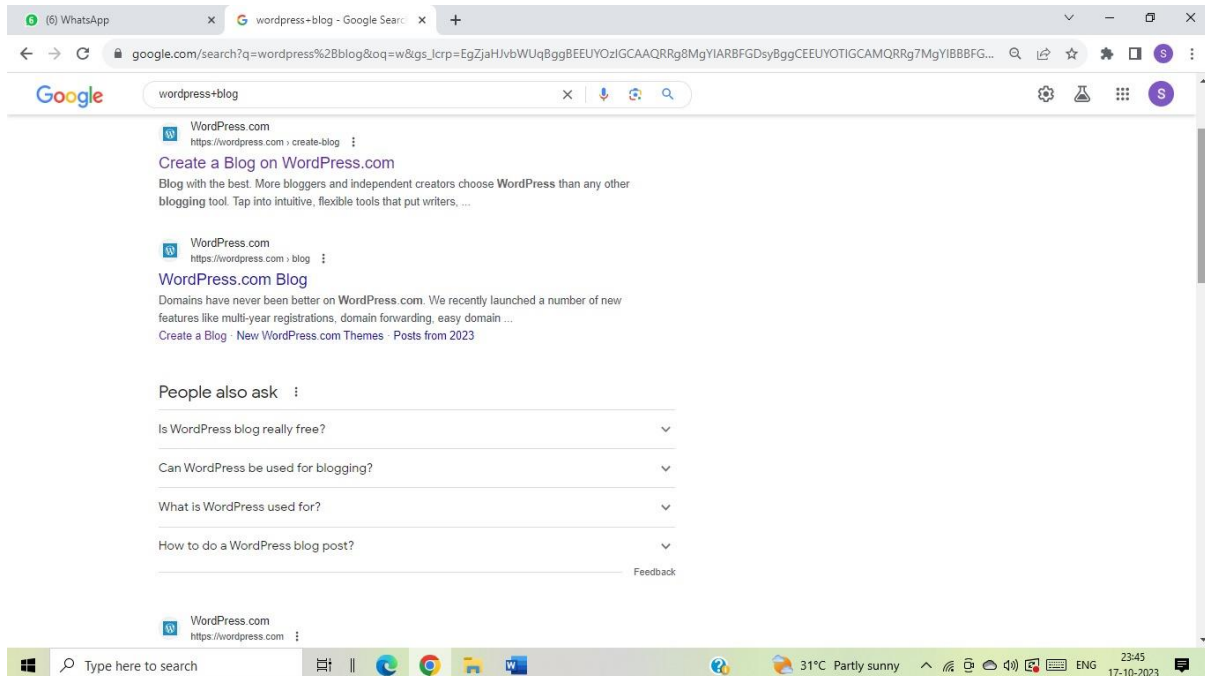 (6) WhatsApp
wordpress+blog - Google Searc
google.com/search?q=wordpress%2Bblog&oq=w&gs_lcrp=EgZjaHJvbWUqBggBEEUYOzIGCAAQRRg8MgYIARBFGDsyBggCEEUYOTIGCAMQRRg7MgYIBBBFG...
S
Google
wordpress+blog
S
WordPress.com
https://wordpress.com › create-blog
Create a Blog on WordPress.com
Blog with the best. More bloggers and independent creators choose WordPress than any other
blogging tool. Tap into intuitive, flexible tools that put writers, ...
WordPress.com
https://wordpress.com › blog
WordPress.com Blog
Domains have never been better on WordPress.com. We recently launched a number of new
features like multi-year registrations, domain forwarding, easy domain ...
Create a Blog · New WordPress.com Themes · Posts from 2023
People also ask
Is WordPress blog really free?
Can WordPress be used for blogging?
What is WordPress used for?
How to do a WordPress blog post?
Feedback
WordPress.com
https://wordpress.com
Type here to search
31°C Partly sunny
ENG
23:45
17-10-2023